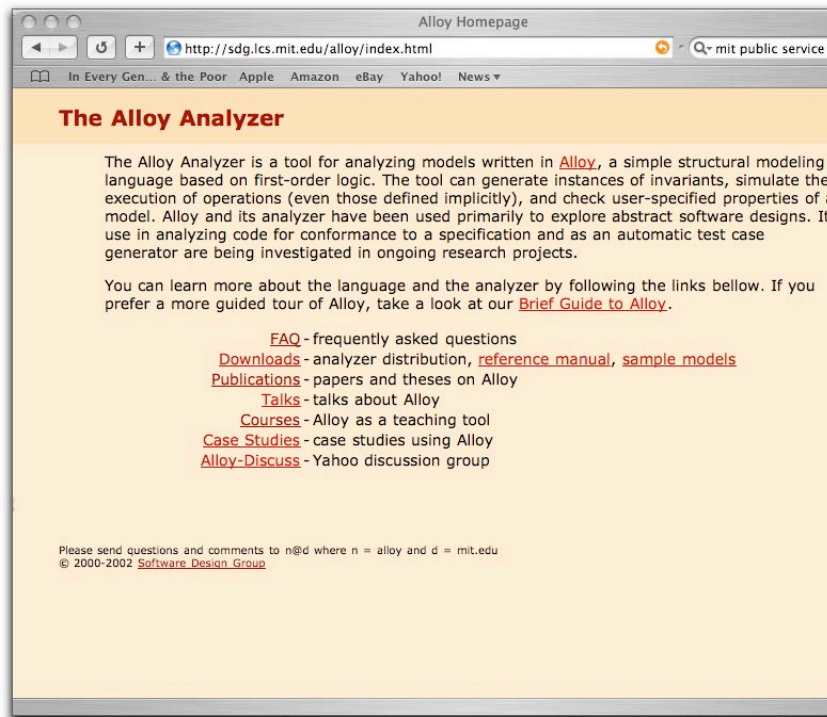 Alloy Homepage
http://sdg.lcs.mit.edu/alloy/index.html
mit public service
In Every Gen... & the Poor Apple Amazon eBay Yahoo! News
The Alloy Analyzer
The Alloy Analyzer is a tool for analyzing models written in Alloy, a simple structural modeling
language based on first-order logic. The tool can generate instances of invariants, simulate the
execution of operations (even those defined implicitly), and check user-specified properties of a
model. Alloy and its analyzer have been used primarily to explore abstract software designs. It
use in analyzing code for conformance to a specification and as an automatic test case
generator are being investigated in ongoing research projects.
You can learn more about the language and the analyzer by following the links bellow. If you
prefer a more guided tour of Alloy, take a look at our Brief Guide to Alloy.
FAQ - frequently asked questions
Downloads - analyzer distribution, reference manual, sample models
Publications - papers and theses on Alloy
Talks - talks about Alloy
Courses - Alloy as a teaching tool
Case Studies - case studies using Alloy
Alloy-Discuss - Yahoo discussion group
Please send questions and comments to n@d where n = alloy and d = mit.edu
© 2000-2002 Software Design Group